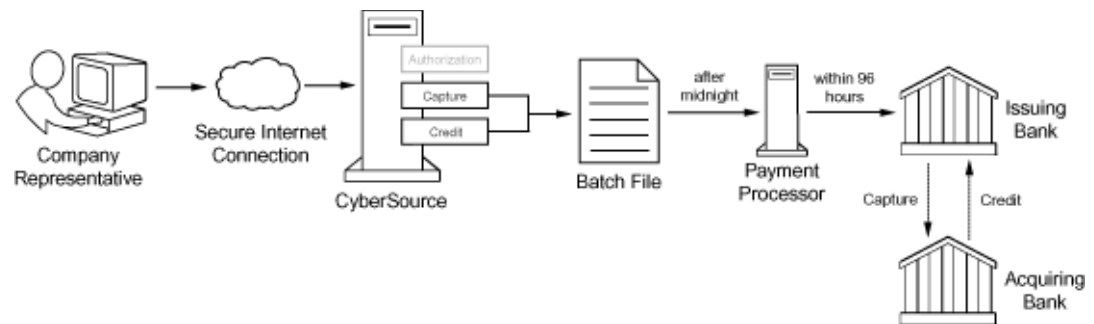 Company
Representative
Secure Internet
Connection
Authorization
Capture
Credit
CyberSource
Batch File
after
midnight
Payment
Processor
within 96
hours
Issuing
Bank
Capture
Credit
Acquiring
Bank